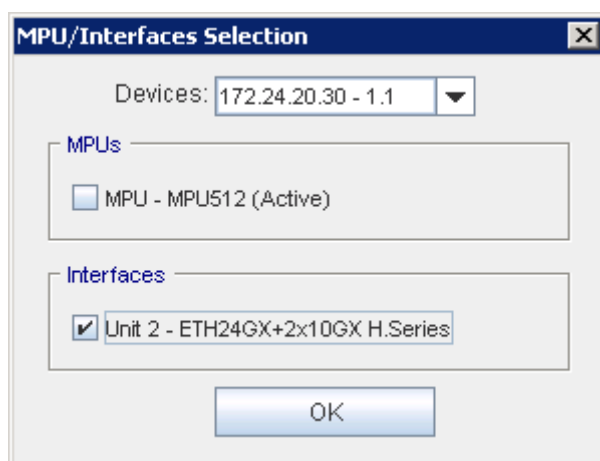 MPU/Interfaces Selection
Devices: 172.24.20.30 - 1.1
MPUs
MPU - MPU512 (Active)
Interfaces
Unit 2 - ETH24GX+2x10GX H.Series
OK